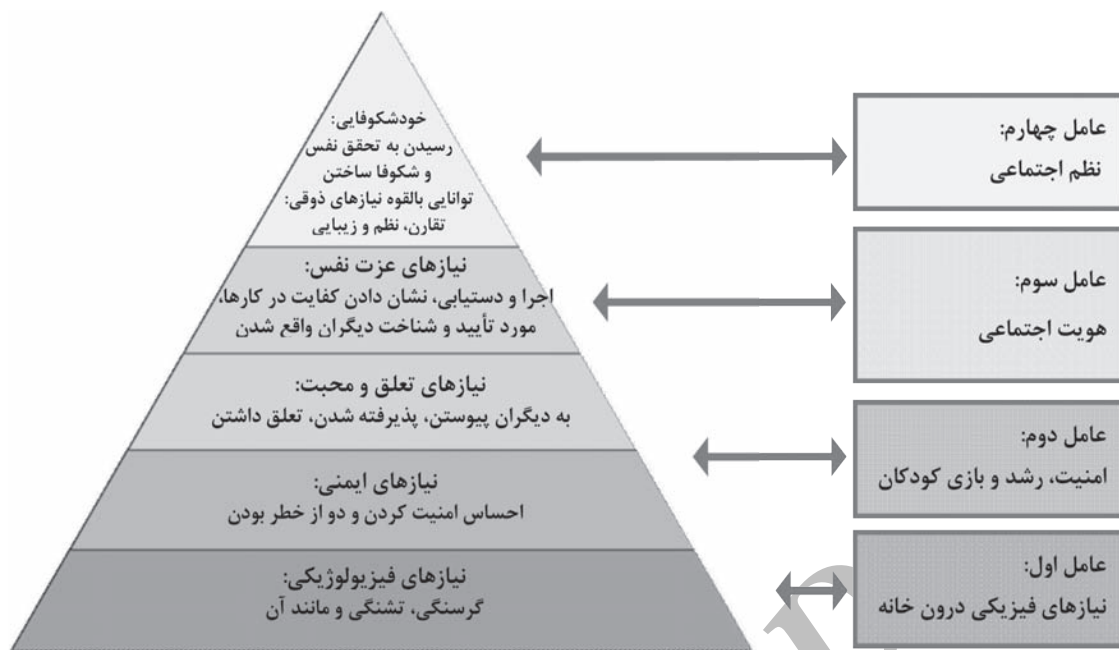 خودشکوفایی:
رسیدن به تحقق نفس
و شکوفا ساختن
توانایی بالقوه نیازهای ذوقی:
تقارن، نظم و زیبایی
نیازهای عزت نفس:
اجرا و دستیابی، نشان دادن کفایت در کارها،
مورد تأیید و شناخت دیگران واقع شدن
نیازهای تعلق و محبت:
به دیگران پیوستن، پذیرفته شدن، تعلق داشتن
نیازهای ایمنی:
احساس امنیت کردن و دو از خطر بودن
نیازهای فیزیولوژیکی:
گرسنگی، تشنگی و مانند آن
عامل چهارم:
نظم اجتماعی
عامل سوم:
هویت اجتماعی
عامل دوم:
امنیت، رشد و بازی کودکان
عامل اول:
نیازهای فیزیکی درون خانه